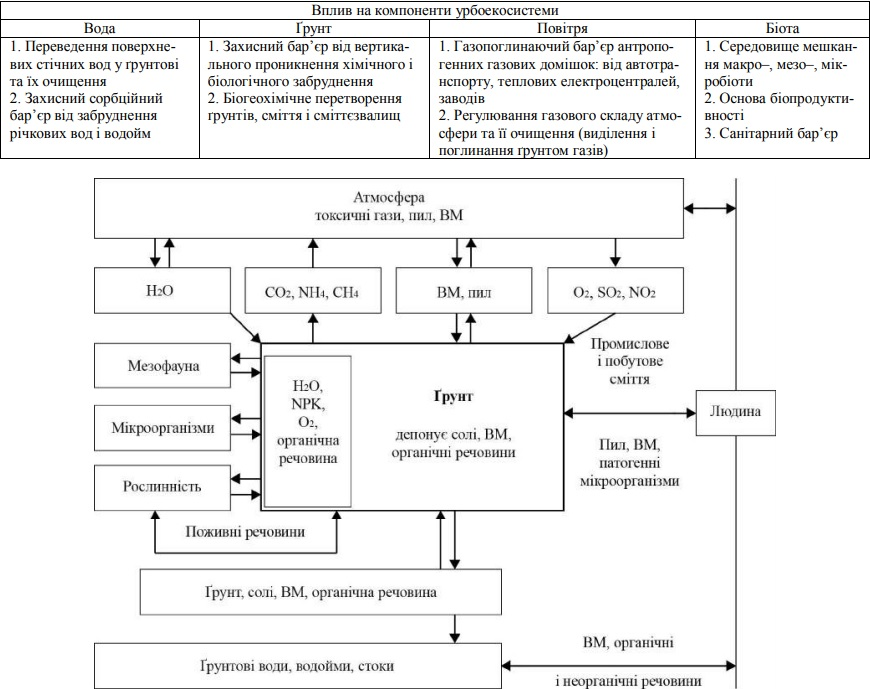 Вплив на компоненти урбоекосистеми
Вода
Ґрунт
Повітря
Біота
1. Переведення поверхне-
вих стічних вод у ґрунтові
та їх очищення
2. Захисний сорбційний
бар’єр від забруднення
річкових вод і водойм
1. Захисний бар’єр від вертика-
льного проникнення хімічного і
біологічного забруднення
2. Біогеохімічне перетворення
ґрунтів, сміття і сміттєзвалищ
1. Газопоглинаючий бар’єр антропо-
генних газових домішок: від автотра-
нспорту, теплових електроцентралей,
заводів
2. Регулювання газового складу атмо-
сфери та її очищення (виділення і
поглинання ґрунтом газів)
1. Середовище мешкан-
ня макро–, мезо–, мік-
робіоти
2. Основа біопродукти-
вності
3. Санітарний бар’єр
Атмосфера
токсичні гази, пил, ВМ
H2O
CO2, NH4, CH4
ВМ, пил
O2, SO2, NO2
Промислове
і побутове
сміття
Мезофауна
Мікроорганізми
Рослинність
H2O,
NPK,
O2,
органічна
речовина
Ґрунт
депонує солі, ВМ,
органічні речовини
Людина
Пил, ВМ,
патогенні
мікроорганізми
Поживні речовини
Ґрунт, солі, ВМ, органічна речовина
Ґрунтові води, водойми, стоки
ВМ, органічні
і неорганічні речовини